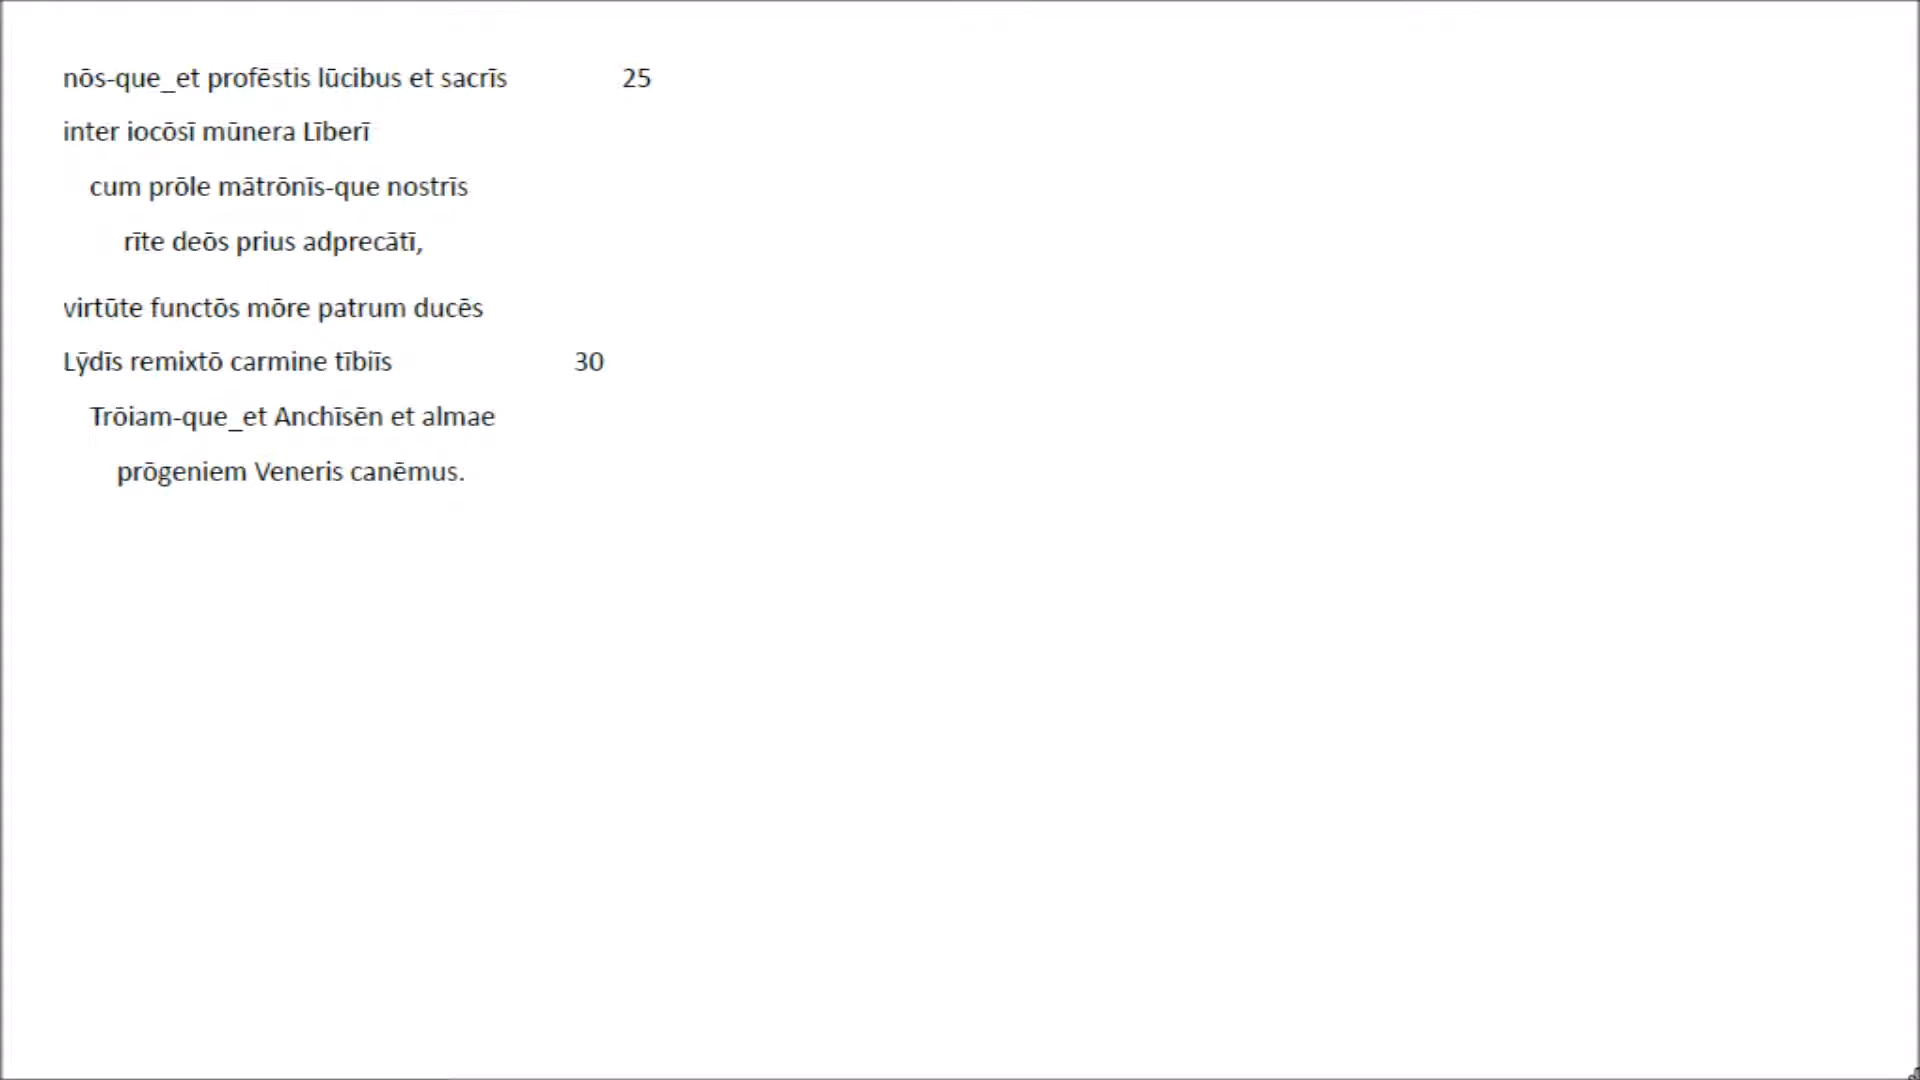 nōs-que_et profēstis lūcibus et sacrīs 25
inter iocōsī mūnera Līberī
cum prōle mātrōnīs-que nostrīs
rīte deōs prius adprecātī,
virtūte functōs mōre patrum ducēs
Lȳdīs remixtō carmine tībiīs 30
Trōiam-que_et Anchīsēn et almae
prōgeniem Veneris canēmus.